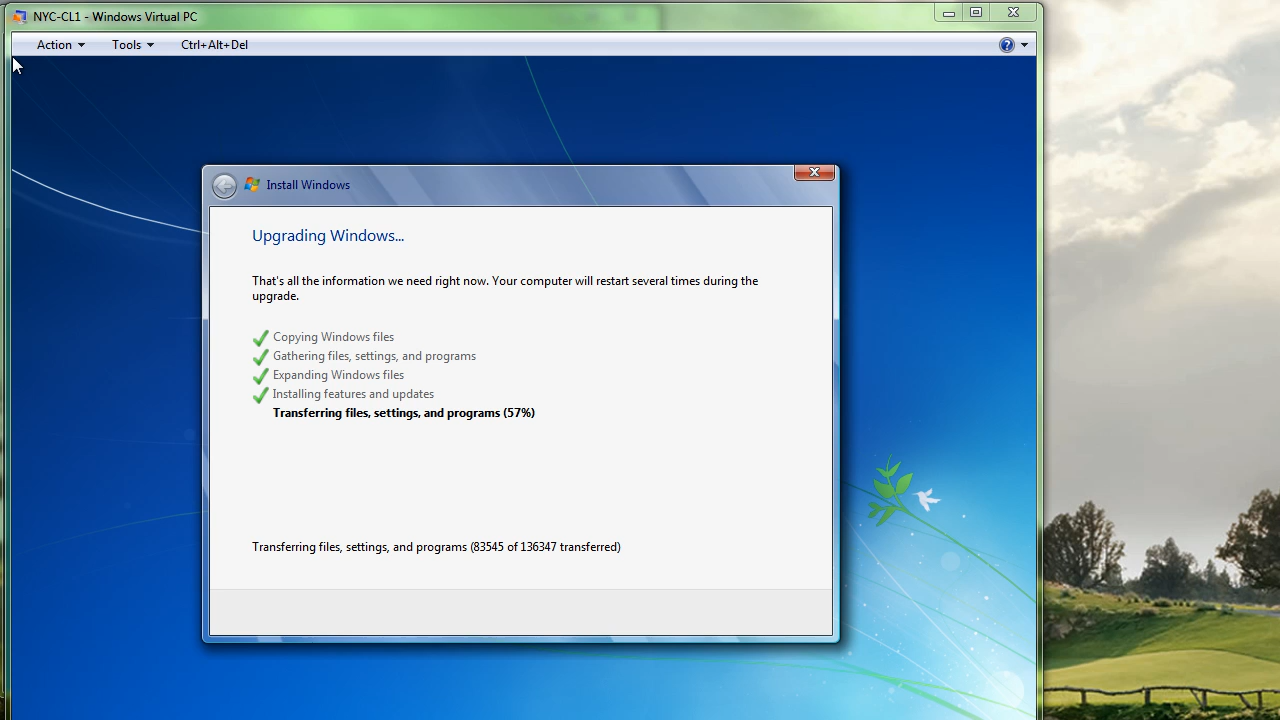 NYC-CL1 - Windows Virtual PC
Action Tools Ctrl+Alt+Del
Install Windows
Upgrading Windows...
That's all the information we need right now. Your computer will restart several times during the
upgrade.
Copying Windows files
Gathering files, settings, and programs
Expanding Windows files
Installing features and updates
Transferring files, settings, and programs (57%)
Transferring files, settings, and programs (83545 of 136347 transferred)